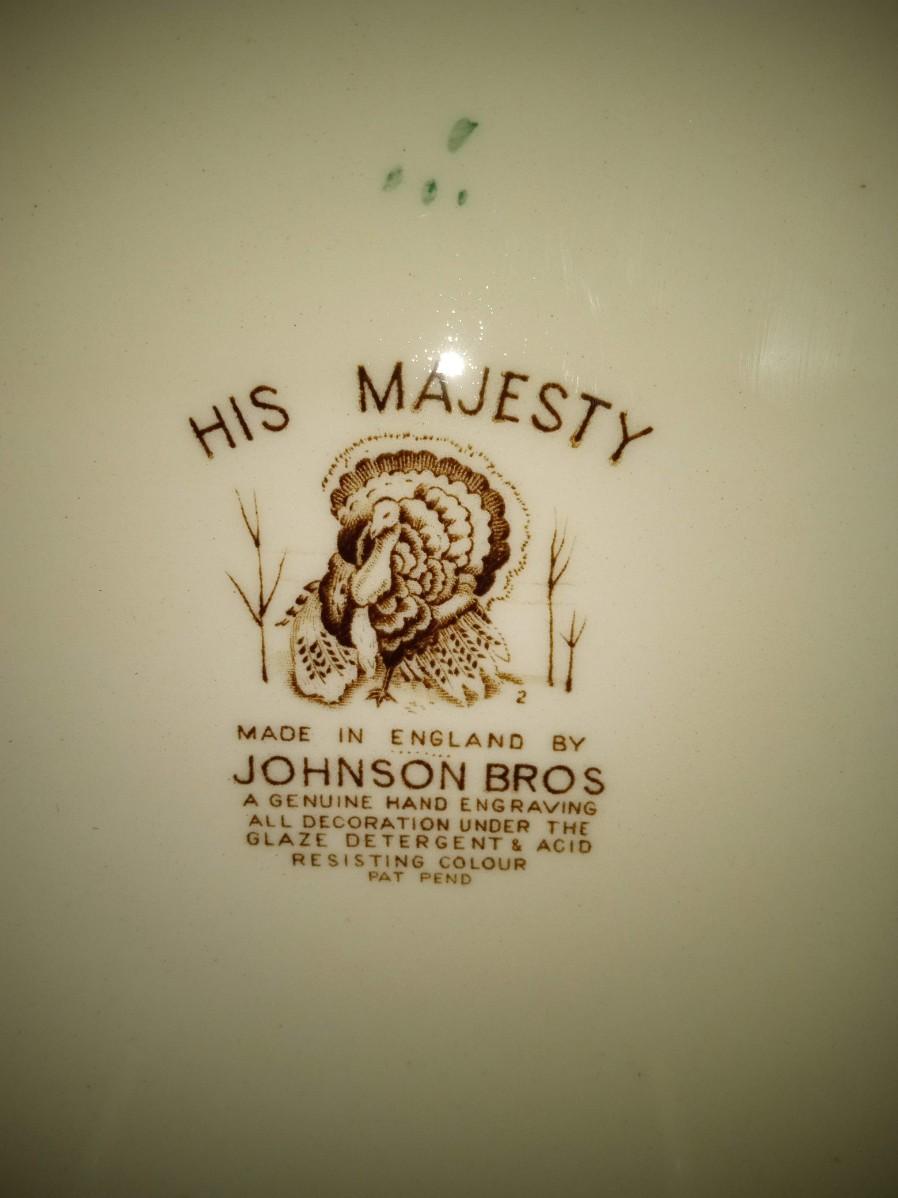 HIS MAJESTY
2
MADE IN ENGLAND BY
JOHNSON BROS
A GENUINE HAND ENGRAVING
ALL DECORATION UNDER THE
GLAZE DETERGENT & ACID
RESISTING COLOUR
PAT PEND